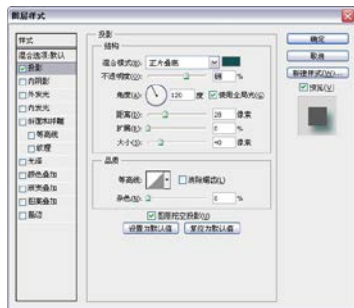 图层样式
样式
混合选项:默认
投影
内阴影
外发光
内发光
斜面和浮雕
等高线
纹理
光泽
颜色叠加
渐变叠加
图案叠加
描边
投影
结构
混合模式(B): 正片叠底
不透明度(O): %
角度(A): 120 度 使用全局光(G)
距离(D): 28 像素
扩展(R): 0 %
大小(S): 40 像素
品质
等高线: 消除锯齿(L)
杂色(N): 0 %
图层挖空投影(U)
设置为默认值 复位为默认值
确定
取消
新建样式(W)...
预览(V)